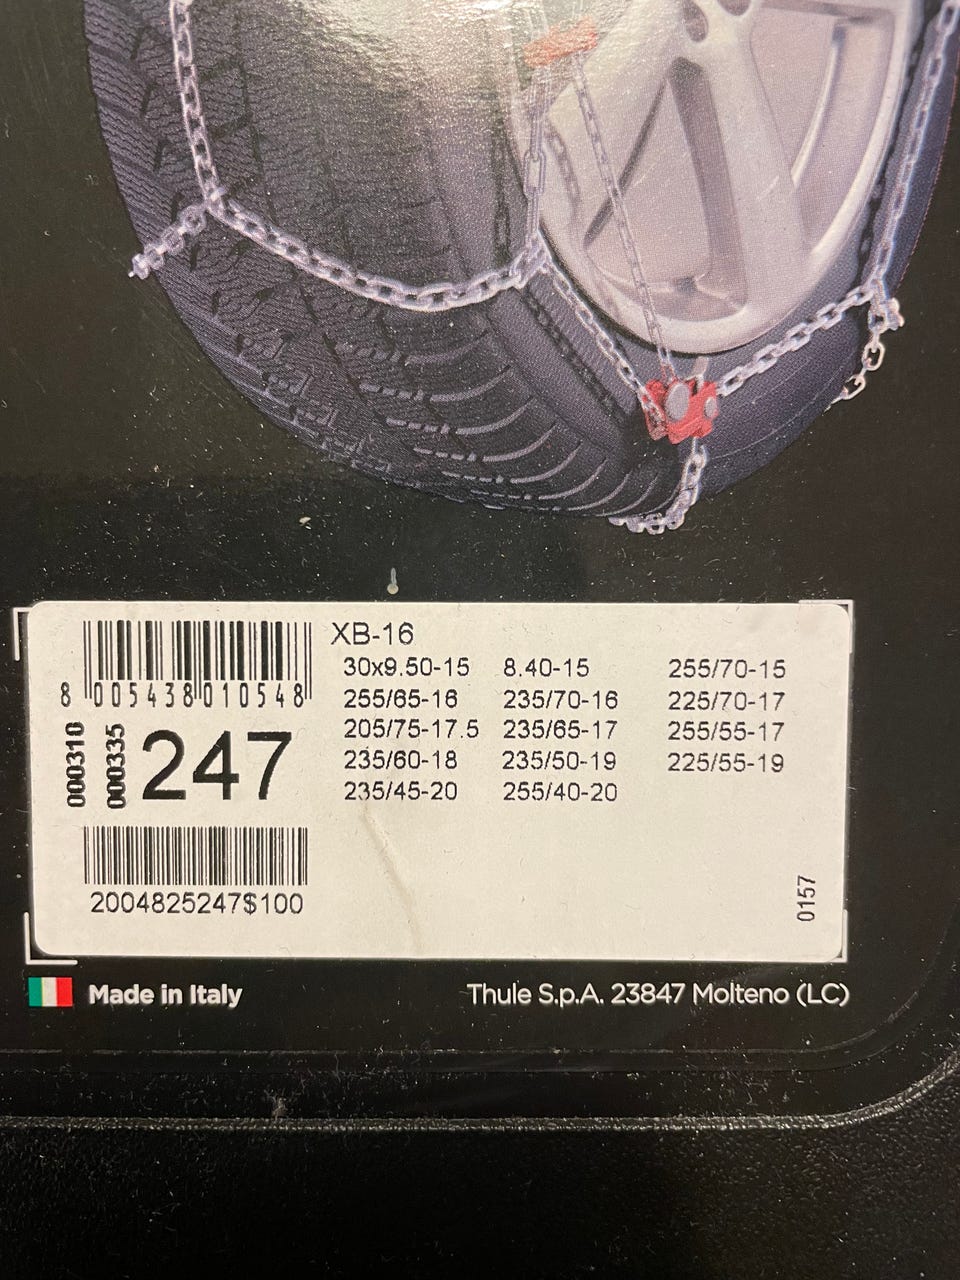 XB-16
30x9.50-15 8.40-15 255/70-15
255/65-16 235/70-16 225/70-17
205/75-17.5 235/65-17 255/55-17
235/60-18 235/50-19 225/55-19
235/45-20 255/40-20
8 005438 010548
000310
000335
247
2004825247$100
0157
Made in Italy
Thule S.p.A. 23847 Molteno (LC)